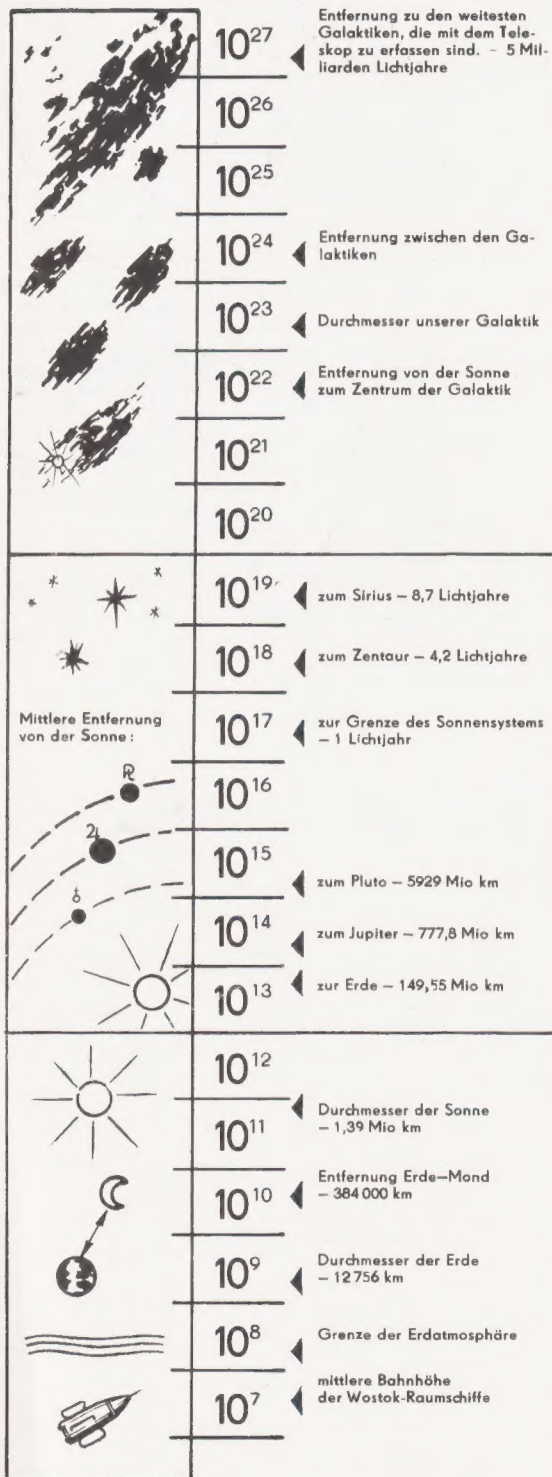 10²⁷
Entfernung zu den weitesten
Galaktiken, die mit dem Tele-
skop zu erfassen sind. – 5 Mil-
liarden Lichtjahre
10²⁶
10²⁵
10²⁴
Entfernung zwischen den Ga-
laktiken
10²³
Durchmesser unserer Galaktik
10²²
Entfernung von der Sonne
zum Zentrum der Galaktik
10²¹
10²⁰
10¹⁹
zum Sirius – 8,7 Lichtjahre
10¹⁸
zum Zentaur – 4,2 Lichtjahre
Mittlere Entfernung
von der Sonne:
10¹⁷
zur Grenze des Sonnensystems
– 1 Lichtjahr
10¹⁶
10¹⁵
zum Pluto – 5929 Mio km
10¹⁴
zum Jupiter – 777,8 Mio km
10¹³
zur Erde – 149,55 Mio km
10¹²
10¹¹
Durchmesser der Sonne
– 1,39 Mio km
10¹⁰
Entfernung Erde–Mond
– 384 000 km
10⁹
Durchmesser der Erde
– 12 756 km
10⁸
Grenze der Erdatmosphäre
10⁷
mittlere Bahnhöhe
der Wostok-Raumschiffe